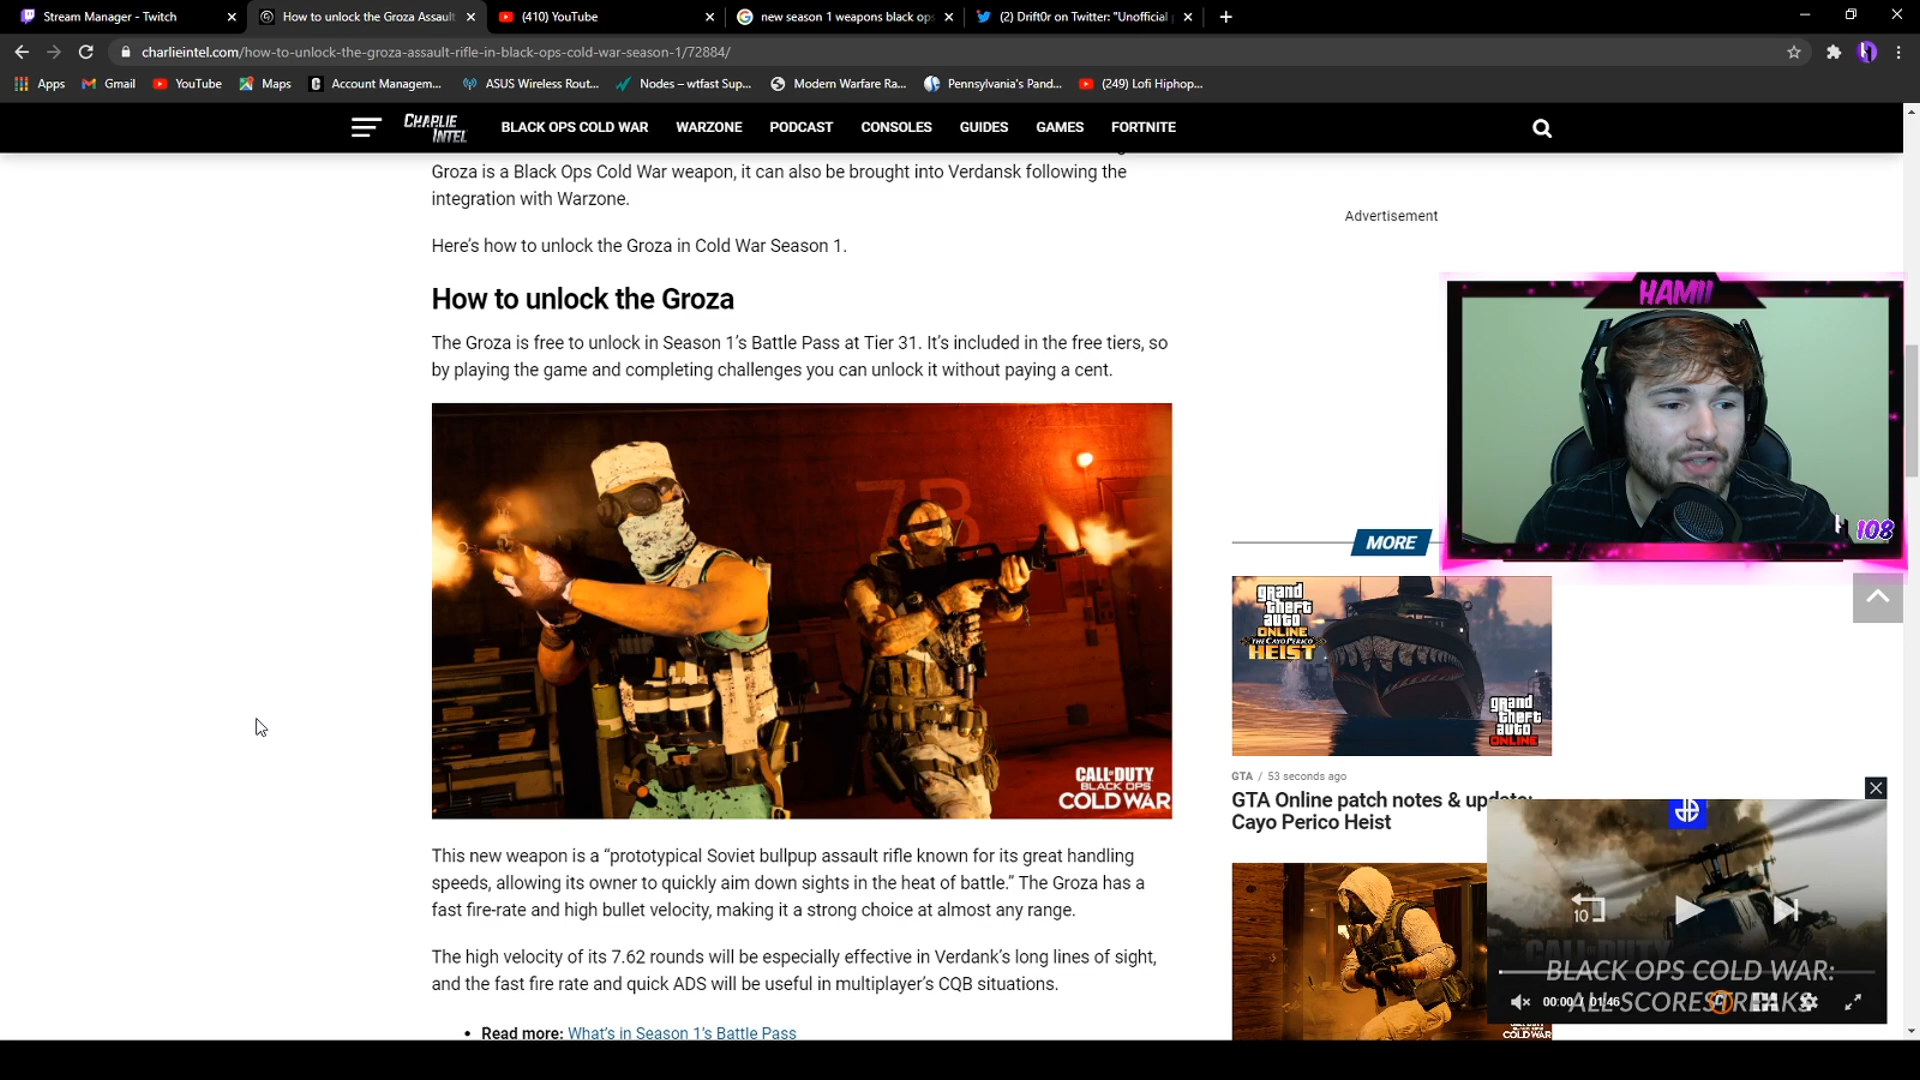 Stream Manager - Twitch
How to unlock the Groza Assault
(410) YouTube
new season 1 weapons black ops
(2) Drift0r on Twitter: "Unofficial
charlieintel.com/how-to-unlock-the-groza-assault-rifle-in-black-ops-cold-war-season-1/72884/
Apps
Gmail
YouTube
Maps
Account Managem...
ASUS Wireless Rout...
Nodes – wtfast Sup...
Modern Warfare Ra...
Pennsylvania's Pand...
(249) Lofi Hiphop...
CHARLIE
INTEL
BLACK OPS COLD WAR
WARZONE
PODCAST
CONSOLES
GUIDES
GAMES
FORTNITE
Groza is a Black Ops Cold War weapon, it can also be brought into Verdansk following the
integration with Warzone.
Here's how to unlock the Groza in Cold War Season 1.
How to unlock the Groza
The Groza is free to unlock in Season 1's Battle Pass at Tier 31. It's included in the free tiers, so
by playing the game and completing challenges you can unlock it without paying a cent.
7B
CALL OF DUTY
BLACK OPS
COLD WAR
This new weapon is a “prototypical Soviet bullpup assault rifle known for its great handling
speeds, allowing its owner to quickly aim down sights in the heat of battle.” The Groza has a
fast fire-rate and high bullet velocity, making it a strong choice at almost any range.
The high velocity of its 7.62 rounds will be especially effective in Verdank's long lines of sight,
and the fast fire rate and quick ADS will be useful in multiplayer's CQB situations.
• Read more: What's in Season 1's Battle Pass
Advertisement
HAMII
108
MORE
grand
theft
auto
ONLINE
THE CAYO PERICO
HEIST
grand
theft
auto
ONLINE
GTA / 53 seconds ago
GTA Online patch notes & update:
Cayo Perico Heist
COLD WAR
10
CALL OF DUTY
BLACK OPS COLD WAR:
ALL SCORESTREAKS
00:00 / 01:46